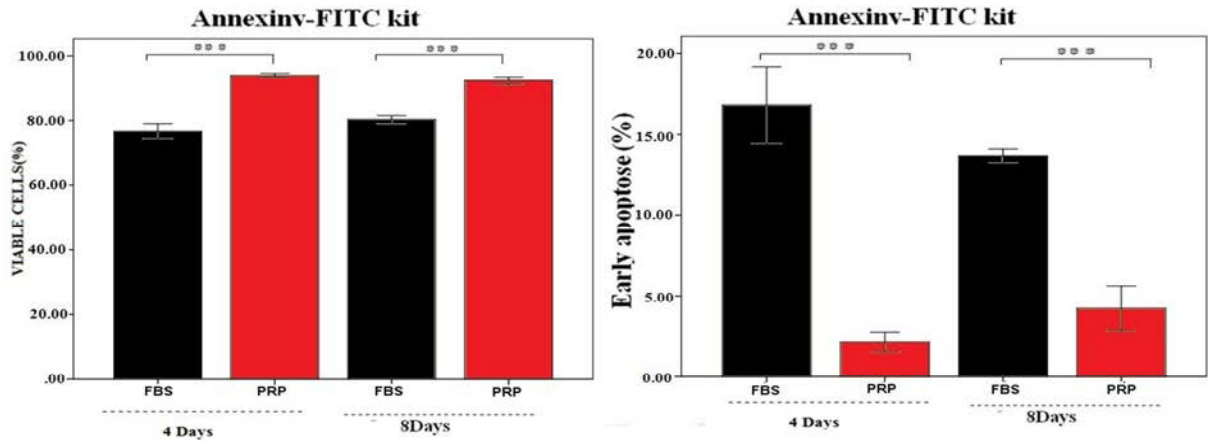 Annexinv-FITC kit
***
***
VIABLE CELLS(%)
100.00
80.00
60.00
40.00
20.00
.00
FBS
PRP
FBS
PRP
4 Days
8Days
Annexinv-FITC kit
***
***
Early apoptose (%)
20.00
15.00
10.00
5.00
0.00
FBS
PRP
FBS
PRP
4 Days
8Days